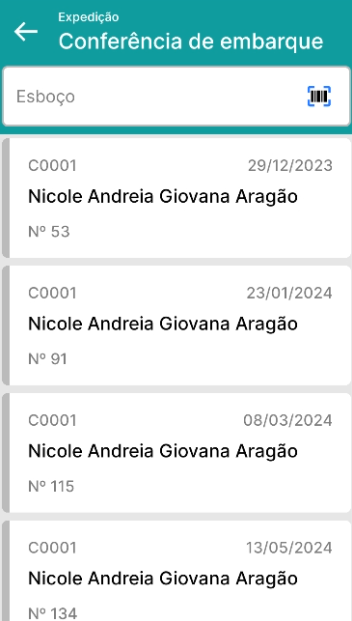 Expedição
Conferência de embarque
Esboço
C0001 29/12/2023
Nicole Andreia Giovana Aragão
Nº 53
C0001 23/01/2024
Nicole Andreia Giovana Aragão
Nº 91
C0001 08/03/2024
Nicole Andreia Giovana Aragão
Nº 115
C0001 13/05/2024
Nicole Andreia Giovana Aragão
Nº 134